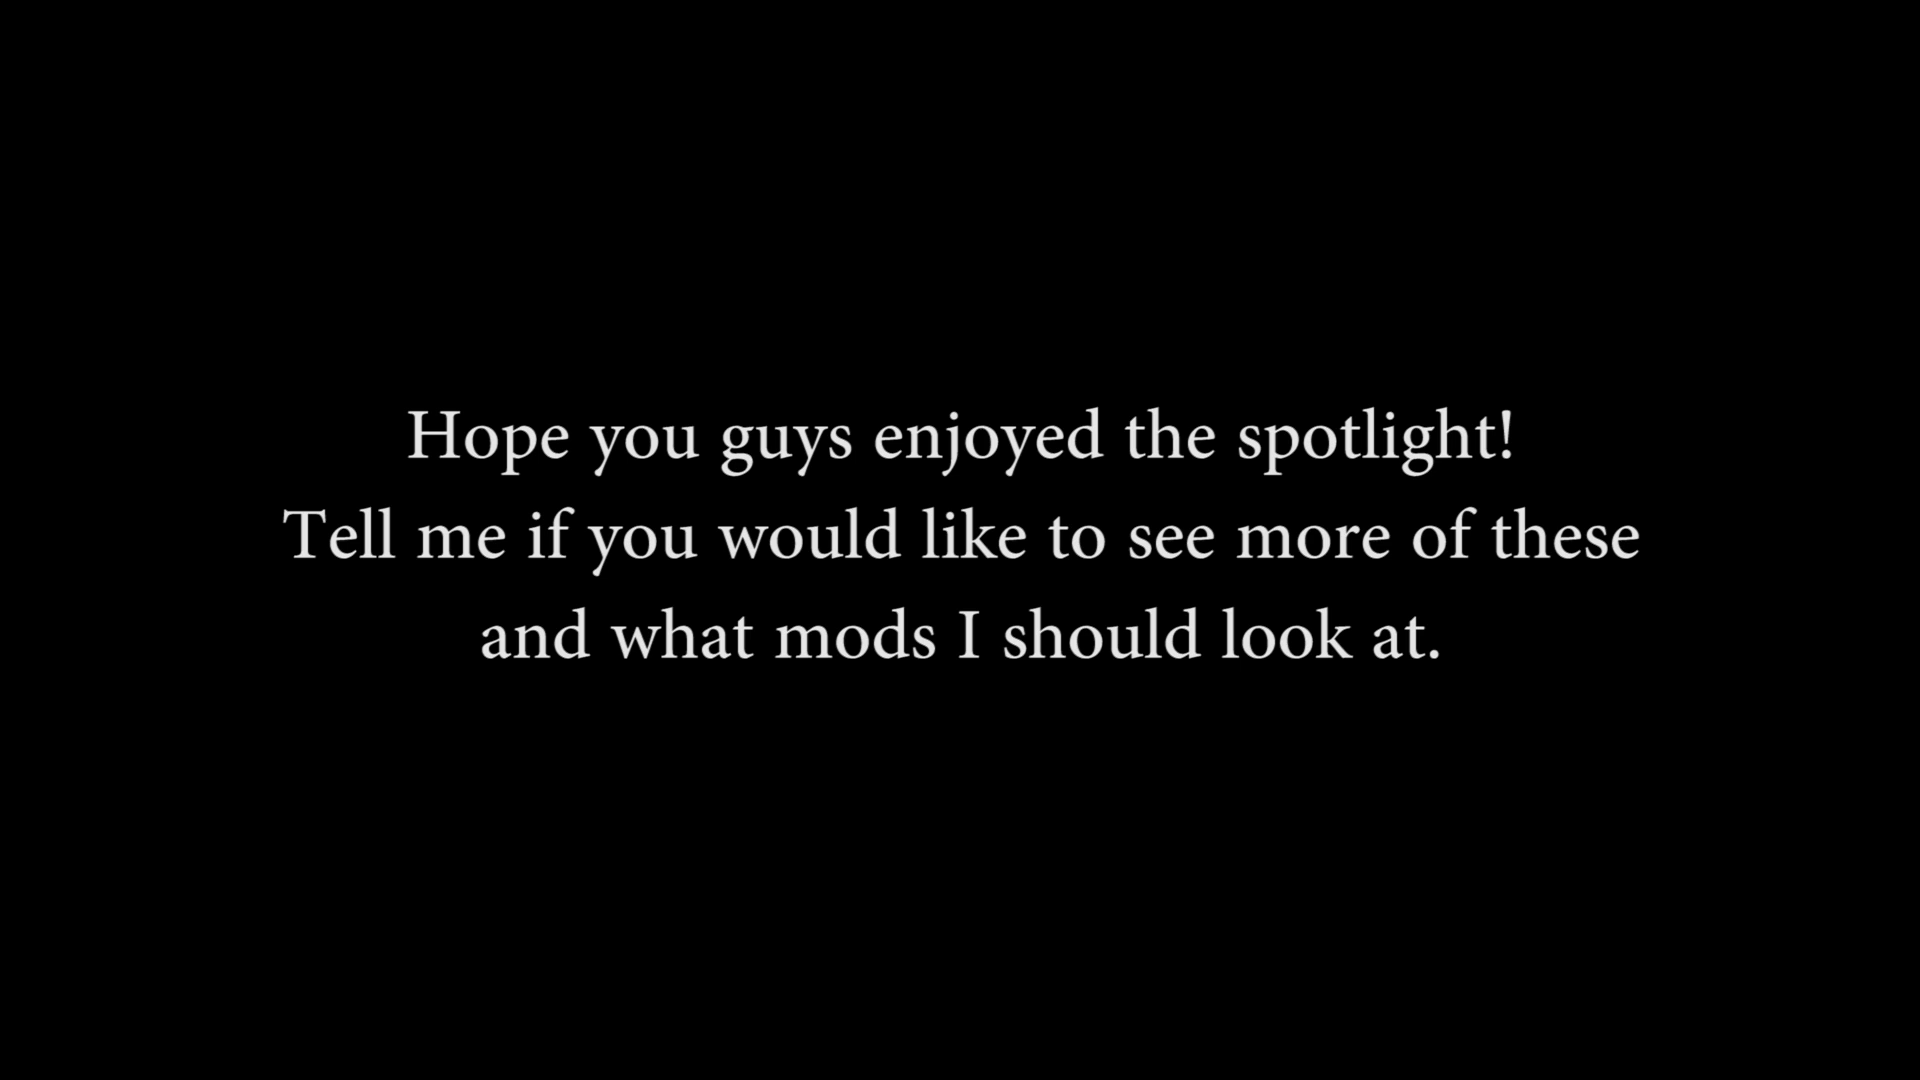 Hope you guys enjoyed the spotlight!
Tell me if you would like to see more of these
and what mods I should look at.